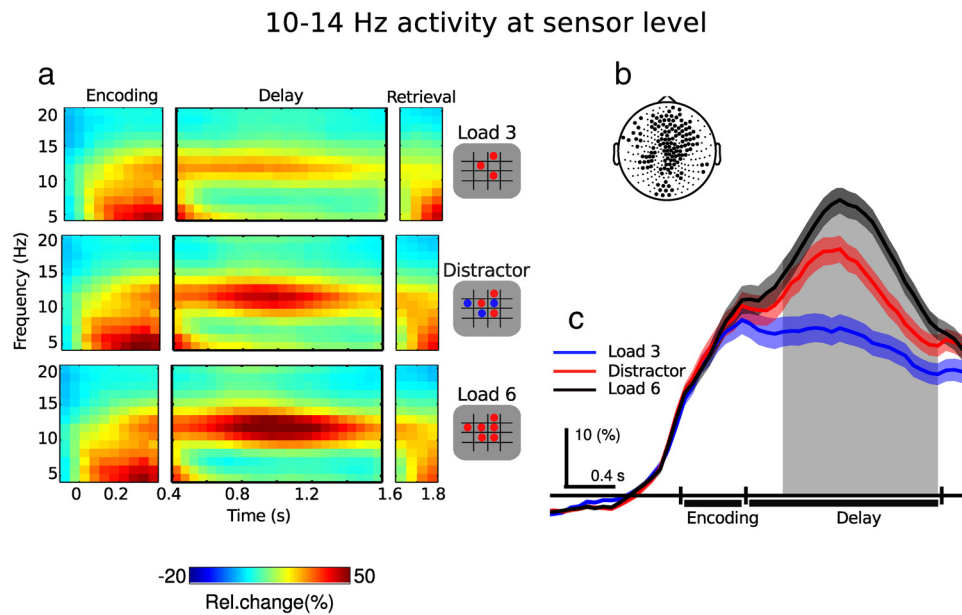 10-14 Hz activity at sensor level
a
Encoding
Delay
Retrieval
20
15
10
5
Load 3
20
15
10
5
Distractor
20
15
10
5
Load 6
Frequency (Hz)
0 0.2 0.4 0.8 1.2 1.6 1.8
Time (s)
-20 50
Rel.change(%)
b
c
Load 3
Distractor
Load 6
10 (%)
0.4 s
Encoding
Delay